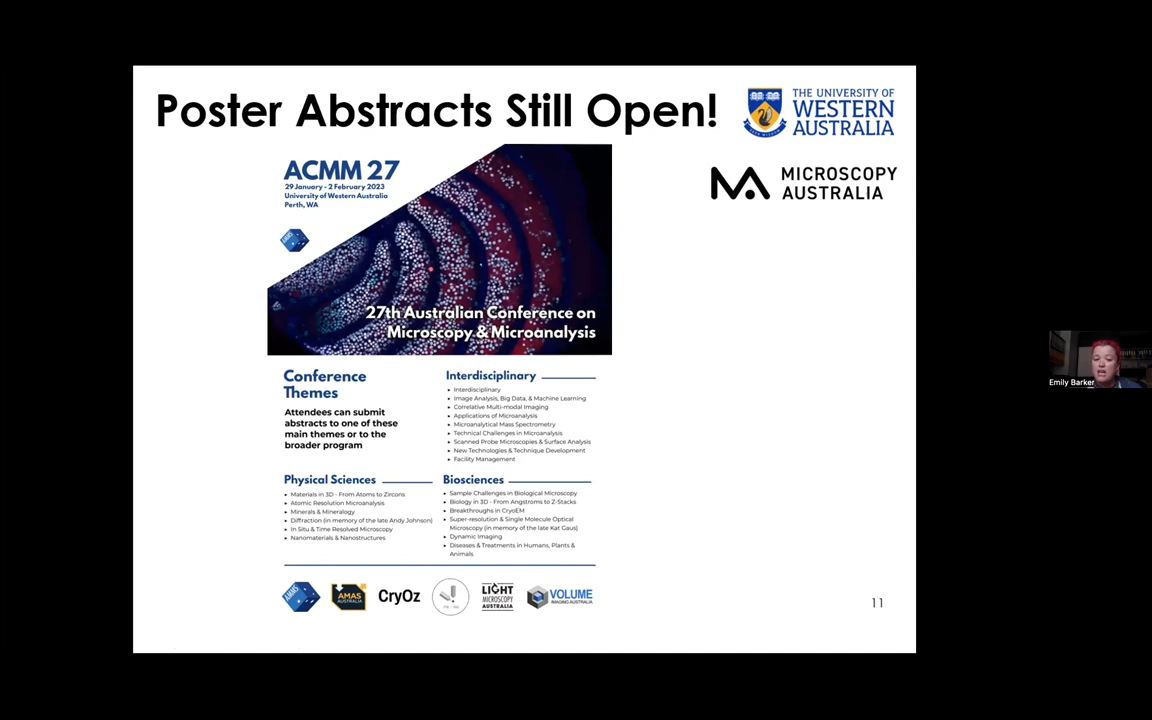 Poster Abstracts Still Open!
THE UNIVERSITY OF
WESTERN
AUSTRALIA
MICROSCOPY
AUSTRALIA
ACMM 27
29 January - 2 February 2023
University of Western Australia
Perth, WA
27th Australian Conference on
Microscopy & Microanalysis
Conference
Themes
Attendees can submit
abstracts to one of these
main themes or to the
broader program
Interdisciplinary
Interdisciplinary
Image Analysis, Big Data, & Machine Learning
Correlative Multi-modal Imaging
Applications of Microanalysis
Microanalytical Mass Spectrometry
Technical Challenges in Microanalysis
Scanned Probe Microscopies & Surface Analysis
New Technologies & Technique Development
Facility Management
Physical Sciences
Materials in 3D - From Atoms to Zircons
Atomic Resolution Microanalysis
Minerals & Mineralogy
Diffraction (in memory of the late Andy Johnson)
In Situ & Time Resolved Microscopy
Nanomaterials & Nanostructures
Biosciences
Sample Challenges in Biological Microscopy
Biology in 3D - From Angstroms to Z-Stacks
Breakthroughs in CryoEM
Super-resolution & Single Molecule Optical
Microscopy (in memory of the late Kat Gaus)
Dynamic Imaging
Diseases & Treatments in Humans, Plants &
Animals
AMMS
AMAS
AUSTRALIA
CryOz
LIGHT
MICROSCOPY
AUSTRALIA
VOLUME
IMAGING AUSTRALIA
11
Emily Barker